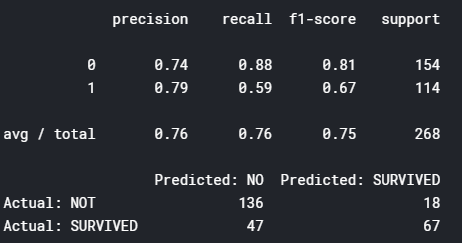 precision recall f1-score support
0 0.74 0.88 0.81 154
1 0.79 0.59 0.67 114
avg / total 0.76 0.76 0.75 268
Predicted: NO Predicted: SURVIVED
Actual: NOT 136 18
Actual: SURVIVED 47 67